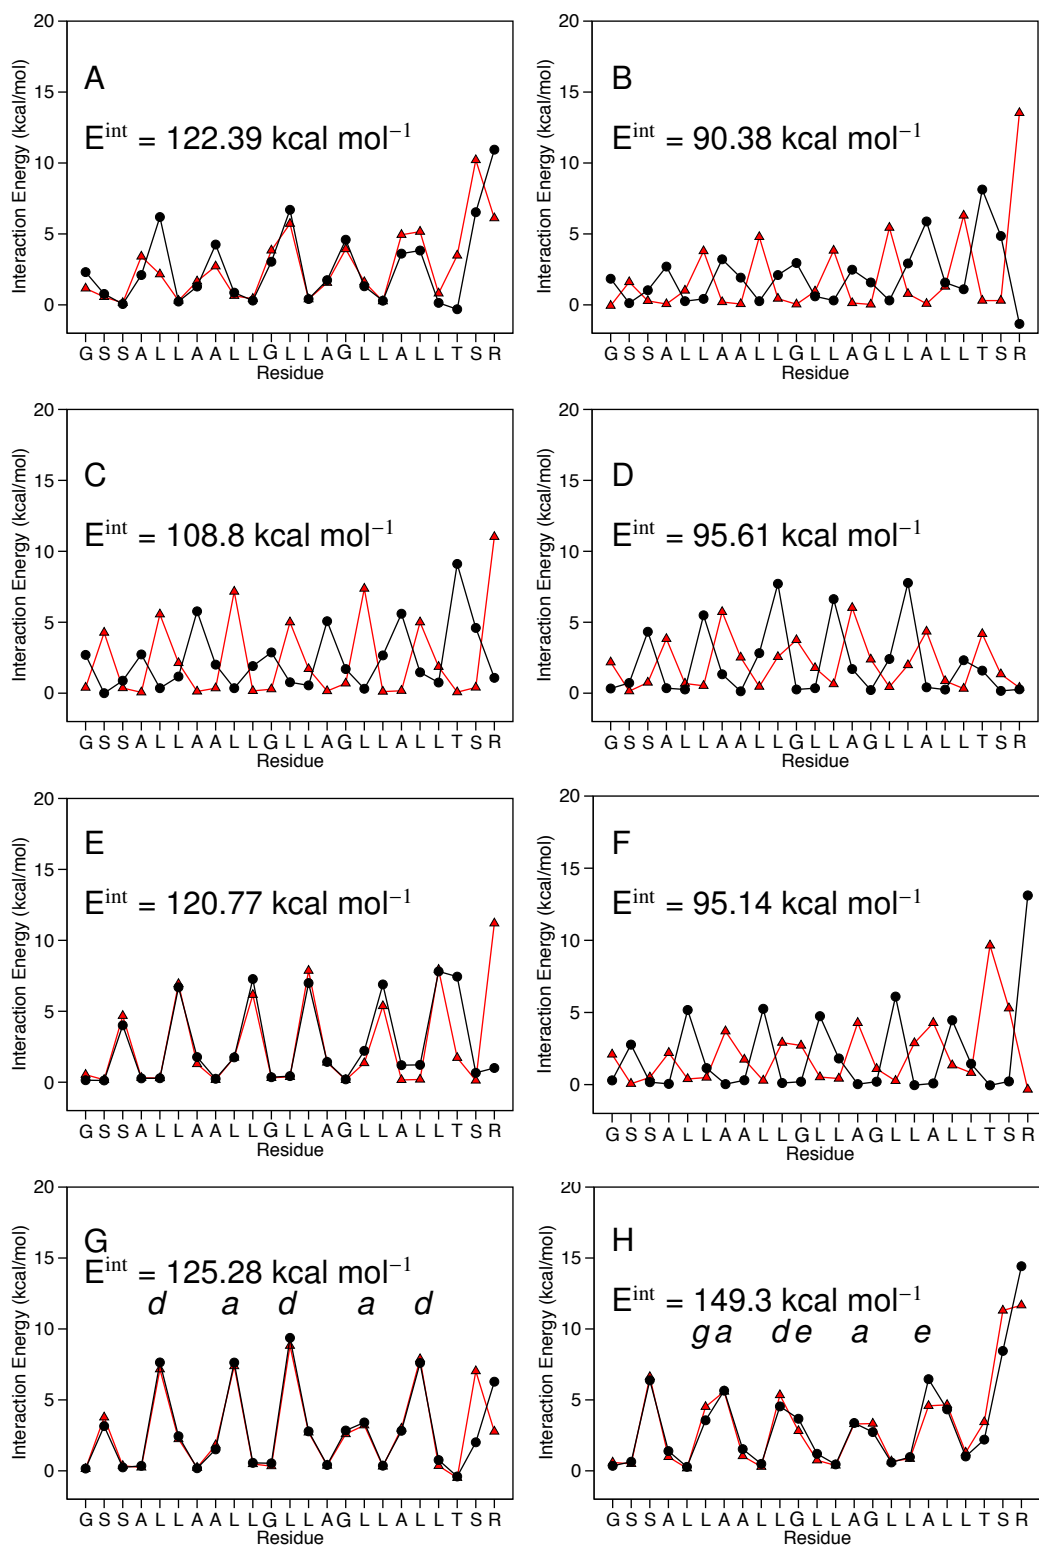 20
15
10
5
0
Interaction Energy (kcal/mol)
A
E^int = 122.39 kcal mol⁻¹
G S S A L L A A L L G L L A G L L A L L T S R
Residue
20
15
10
5
0
Interaction Energy (kcal/mol)
B
E^int = 90.38 kcal mol⁻¹
G S S A L L A A L L G L L A G L L A L L T S R
Residue
20
15
10
5
0
Interaction Energy (kcal/mol)
C
E^int = 108.8 kcal mol⁻¹
G S S A L L A A L L G L L A G L L A L L T S R
Residue
20
15
10
5
0
Interaction Energy (kcal/mol)
D
E^int = 95.61 kcal mol⁻¹
G S S A L L A A L L G L L A G L L A L L T S R
Residue
20
15
10
5
0
Interaction Energy (kcal/mol)
E
E^int = 120.77 kcal mol⁻¹
G S S A L L A A L L G L L A G L L A L L T S R
Residue
20
15
10
5
0
Interaction Energy (kcal/mol)
F
E^int = 95.14 kcal mol⁻¹
G S S A L L A A L L G L L A G L L A L L T S R
Residue
20
15
10
5
0
Interaction Energy (kcal/mol)
G
E^int = 125.28 kcal mol⁻¹
d a d a d
G S S A L L A A L L G L L A G L L A L L T S R
Residue
20
15
10
5
0
Interaction Energy (kcal/mol)
H
E^int = 149.3 kcal mol⁻¹
g a d e a e
G S S A L L A A L L G L L A G L L A L L T S R
Residue